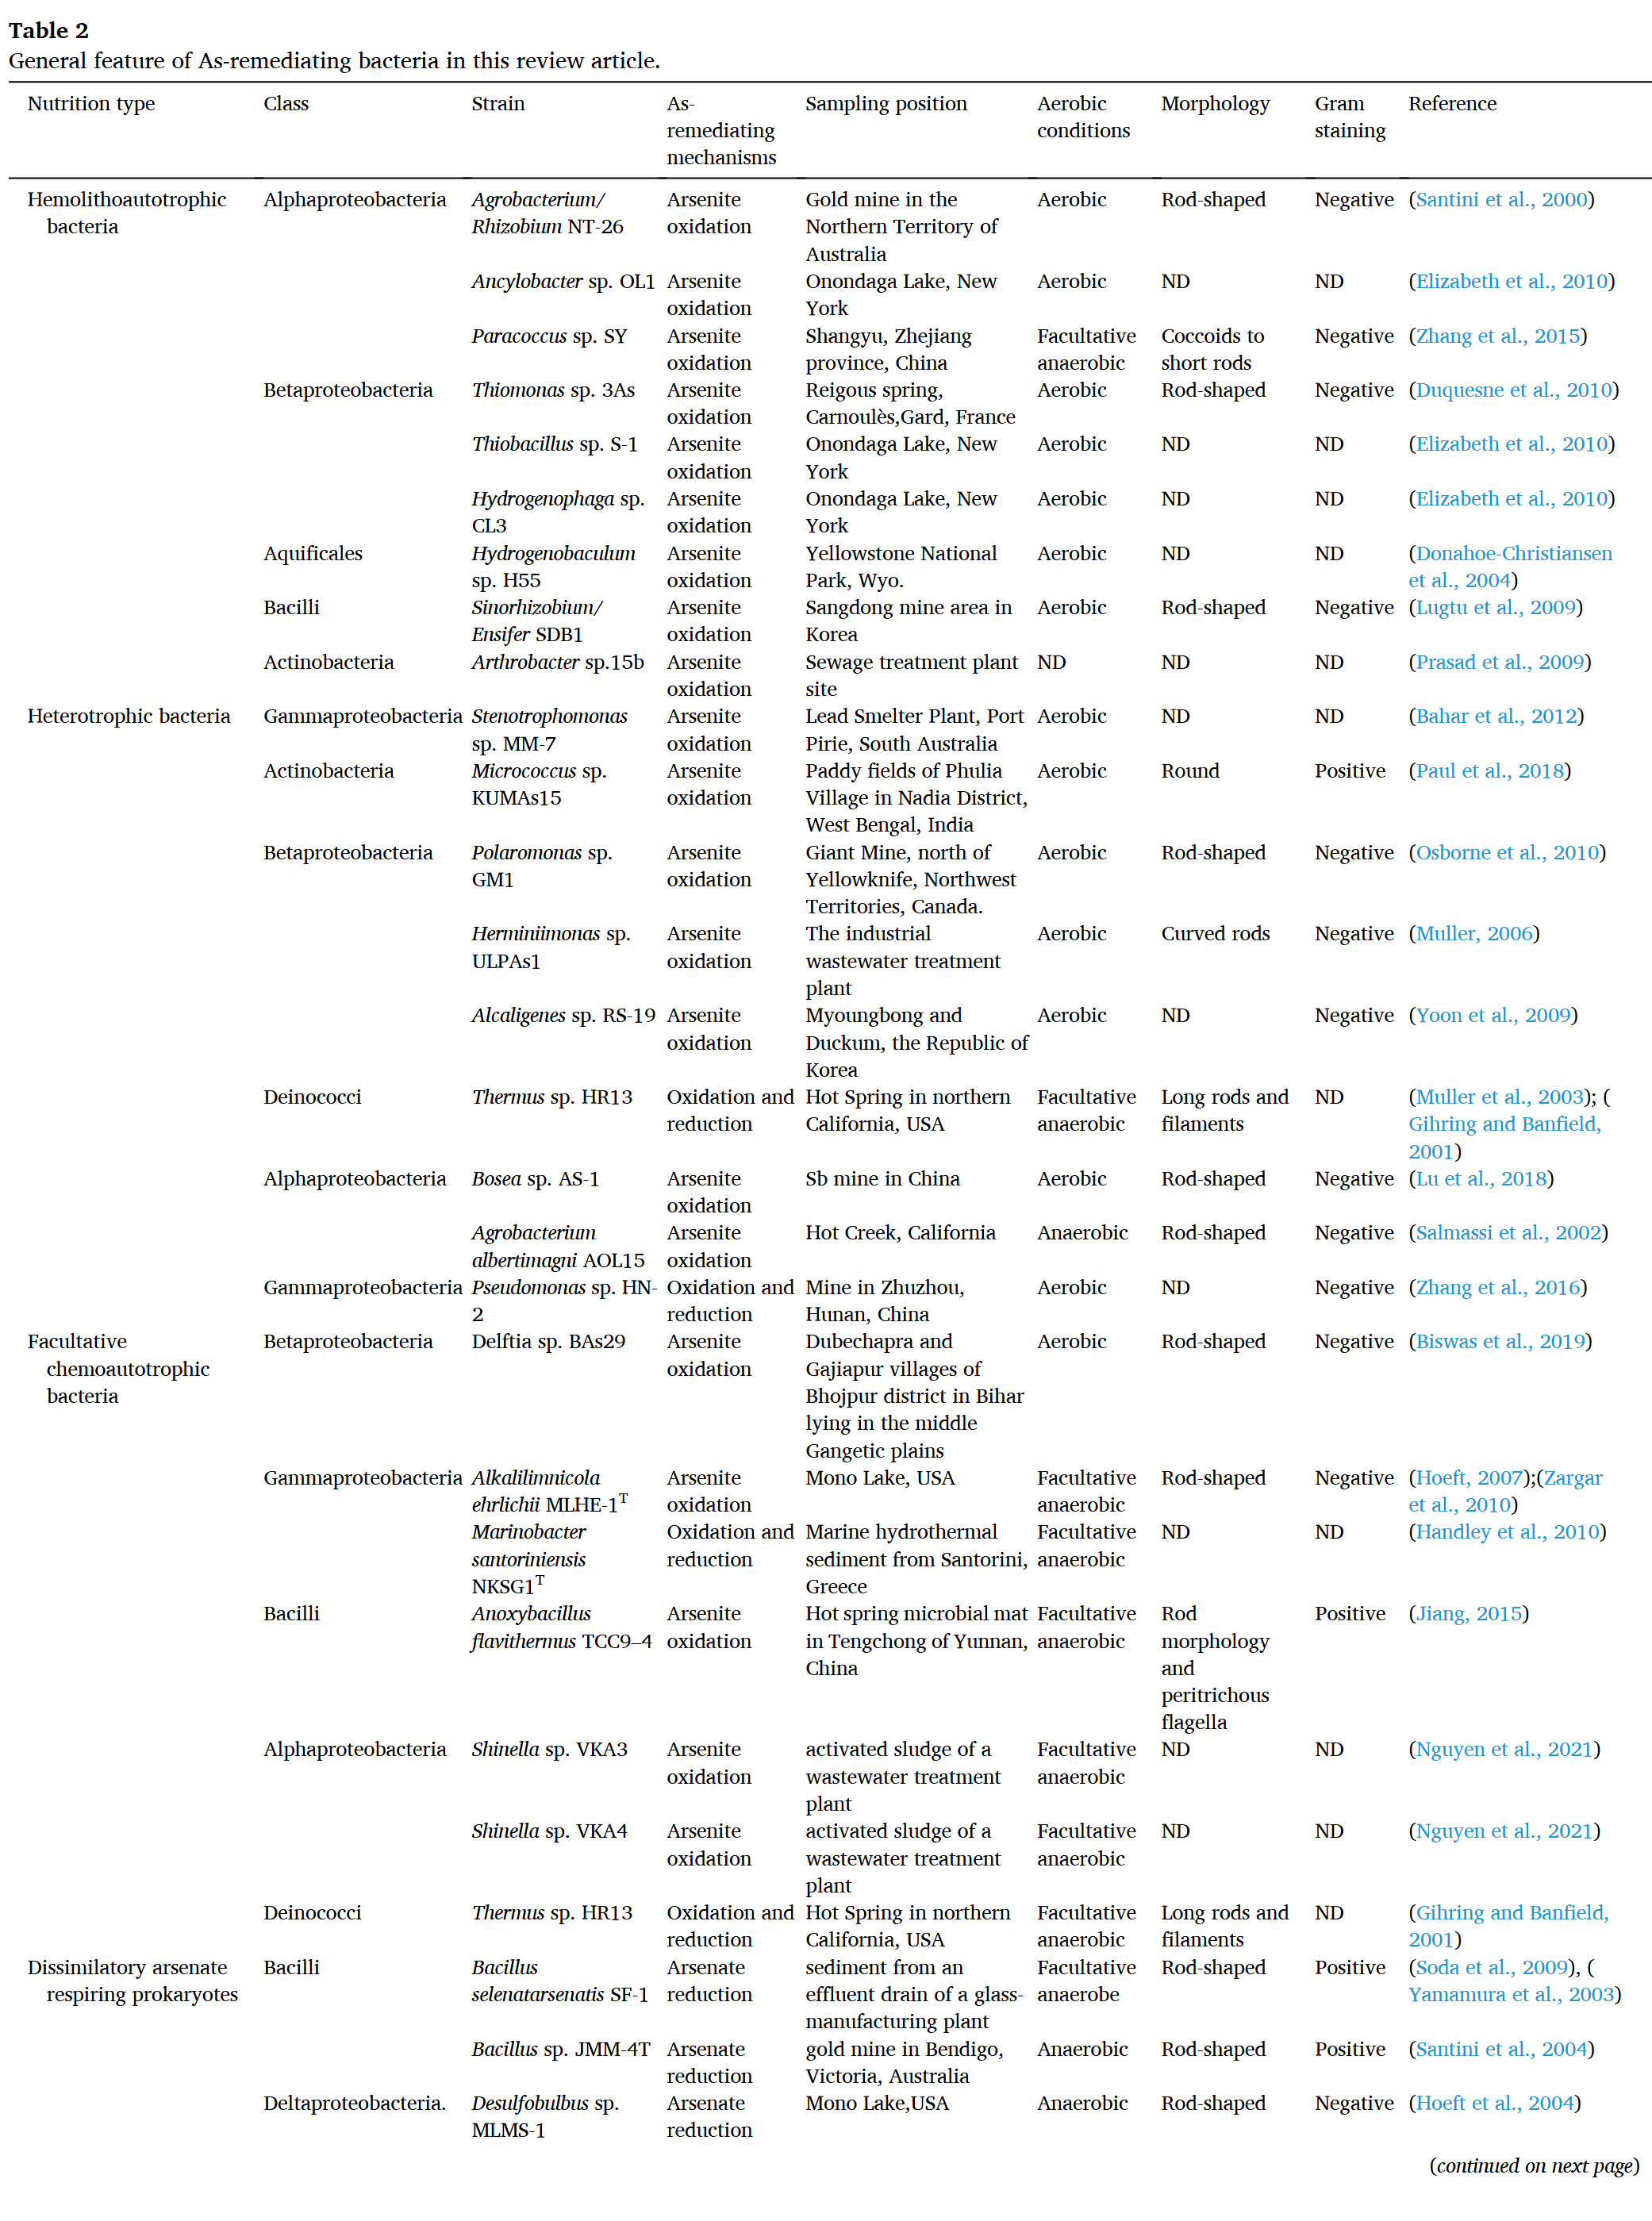 Table 2
General feature of As-remediating bacteria in this review article.
Nutrition type Class Strain As- Sampling position Aerobic Morphology Gram Reference
remediating conditions staining
mechanisms
Hemolithoautotrophic Alphaproteobacteria Agrobacterium/ Arsenite Gold mine in the Aerobic Rod-shaped Negative (Santini et al., 2000)
bacteria Rhizobium NT-26 oxidation Northern Territory of
Australia
Ancylobacter sp. OL1 Arsenite Onondaga Lake, New Aerobic ND ND (Elizabeth et al., 2010)
oxidation York
Paracoccus sp. SY Arsenite Shangyu, Zhejiang Facultative Coccoids to Negative (Zhang et al., 2015)
oxidation province, China anaerobic short rods
Betaproteobacteria Thiomonas sp. 3As Arsenite Reigous spring, Aerobic Rod-shaped Negative (Duquesne et al., 2010)
oxidation Carnoulès,Gard, France
Thiobacillus sp. S-1 Arsenite Onondaga Lake, New Aerobic ND ND (Elizabeth et al., 2010)
oxidation York
Hydrogenophaga sp. Arsenite Onondaga Lake, New Aerobic ND ND (Elizabeth et al., 2010)
CL3 oxidation York
Aquificales Hydrogenobaculum Arsenite Yellowstone National Aerobic ND ND (Donahoe-Christiansen
sp. H55 oxidation Park, Wyo. et al., 2004)
Bacilli Sinorhizobium/ Arsenite Sangdong mine area in Aerobic Rod-shaped Negative (Lugtu et al., 2009)
Ensifer SDB1 oxidation Korea
Actinobacteria Arthrobacter sp.15b Arsenite Sewage treatment plant ND ND ND (Prasad et al., 2009)
oxidation site
Heterotrophic bacteria Gammaproteobacteria Stenotrophomonas Arsenite Lead Smelter Plant, Port Aerobic ND ND (Bahar et al., 2012)
sp. MM-7 oxidation Pirie, South Australia
Actinobacteria Micrococcus sp. Arsenite Paddy fields of Phulia Aerobic Round Positive (Paul et al., 2018)
KUMAs15 oxidation Village in Nadia District,
West Bengal, India
Betaproteobacteria Polaromonas sp. Arsenite Giant Mine, north of Aerobic Rod-shaped Negative (Osborne et al., 2010)
GM1 oxidation Yellowknife, Northwest
Territories, Canada.
Herminiimonas sp. Arsenite The industrial Aerobic Curved rods Negative (Muller, 2006)
ULPAs1 oxidation wastewater treatment
plant
Alcaligenes sp. RS-19 Arsenite Myoungbong and Aerobic ND Negative (Yoon et al., 2009)
oxidation Duckum, the Republic of
Korea
Deinococci Thermus sp. HR13 Oxidation and Hot Spring in northern Facultative Long rods and ND (Muller et al., 2003); (
reduction California, USA anaerobic filaments Gihring and Banfield,
2001)
Alphaproteobacteria Bosea sp. AS-1 Arsenite Sb mine in China Aerobic Rod-shaped Negative (Lu et al., 2018)
oxidation
Agrobacterium Arsenite Hot Creek, California Anaerobic Rod-shaped Negative (Salmassi et al., 2002)
albertimagni AOL15 oxidation
Gammaproteobacteria Pseudomonas sp. HN- Oxidation and Mine in Zhuzhou, Aerobic ND Negative (Zhang et al., 2016)
2 reduction Hunan, China
Facultative Betaproteobacteria Delftia sp. BAs29 Arsenite Dubechapra and Aerobic Rod-shaped Negative (Biswas et al., 2019)
chemoautotrophic oxidation Gajiapur villages of
bacteria Bhojpur district in Bihar
lying in the middle
Gangetic plains
Gammaproteobacteria Alkalilimnicola Arsenite Mono Lake, USA Facultative Rod-shaped Negative (Hoeft, 2007);(Zargar
ehrlichii MLHE-1T oxidation anaerobic et al., 2010)
Marinobacter Oxidation and Marine hydrothermal Facultative ND ND (Handley et al., 2010)
santoriniensis reduction sediment from Santorini, anaerobic
NKSG1T Greece
Bacilli Anoxybacillus Arsenite Hot spring microbial mat Facultative Rod Positive (Jiang, 2015)
flavithermus TCC9–4 oxidation in Tengchong of Yunnan, anaerobic morphology
China and
peritrichous
flagella
Alphaproteobacteria Shinella sp. VKA3 Arsenite activated sludge of a Facultative ND ND (Nguyen et al., 2021)
oxidation wastewater treatment anaerobic
plant
Shinella sp. VKA4 Arsenite activated sludge of a Facultative ND ND (Nguyen et al., 2021)
oxidation wastewater treatment anaerobic
plant
Deinococci Thermus sp. HR13 Oxidation and Hot Spring in northern Facultative Long rods and ND (Gihring and Banfield,
reduction California, USA anaerobic filaments 2001)
Dissimilatory arsenate Bacilli Bacillus Arsenate sediment from an Facultative Rod-shaped Positive (Soda et al., 2009), (
respiring prokaryotes selenatarsenatis SF-1 reduction effluent drain of a glass- anaerobe Yamamura et al., 2003)
manufacturing plant
Bacillus sp. JMM-4T Arsenate gold mine in Bendigo, Anaerobic Rod-shaped Positive (Santini et al., 2004)
reduction Victoria, Australia
Deltaproteobacteria. Desulfobulbus sp. Arsenate Mono Lake,USA Anaerobic Rod-shaped Negative (Hoeft et al., 2004)
MLMS-1 reduction
(continued on next page)